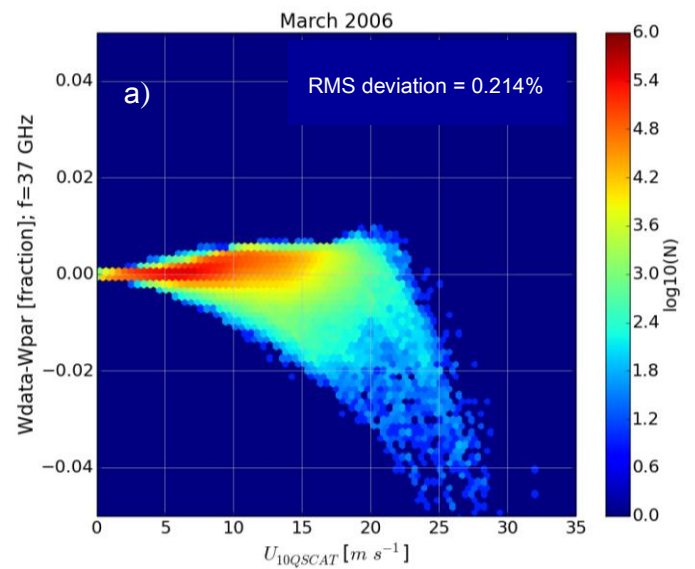 March 2006
a)
RMS deviation = 0.214%
Wdata-Wpar [fraction]; f=37 GHz
0.04
0.02
0.00
−0.02
−0.04
0 5 10 15 20 25 30 35
U10QSCAT [m s−1]
6.0
5.4
4.8
4.2
3.6
3.0
2.4
1.8
1.2
0.6
0.0
log10(N)